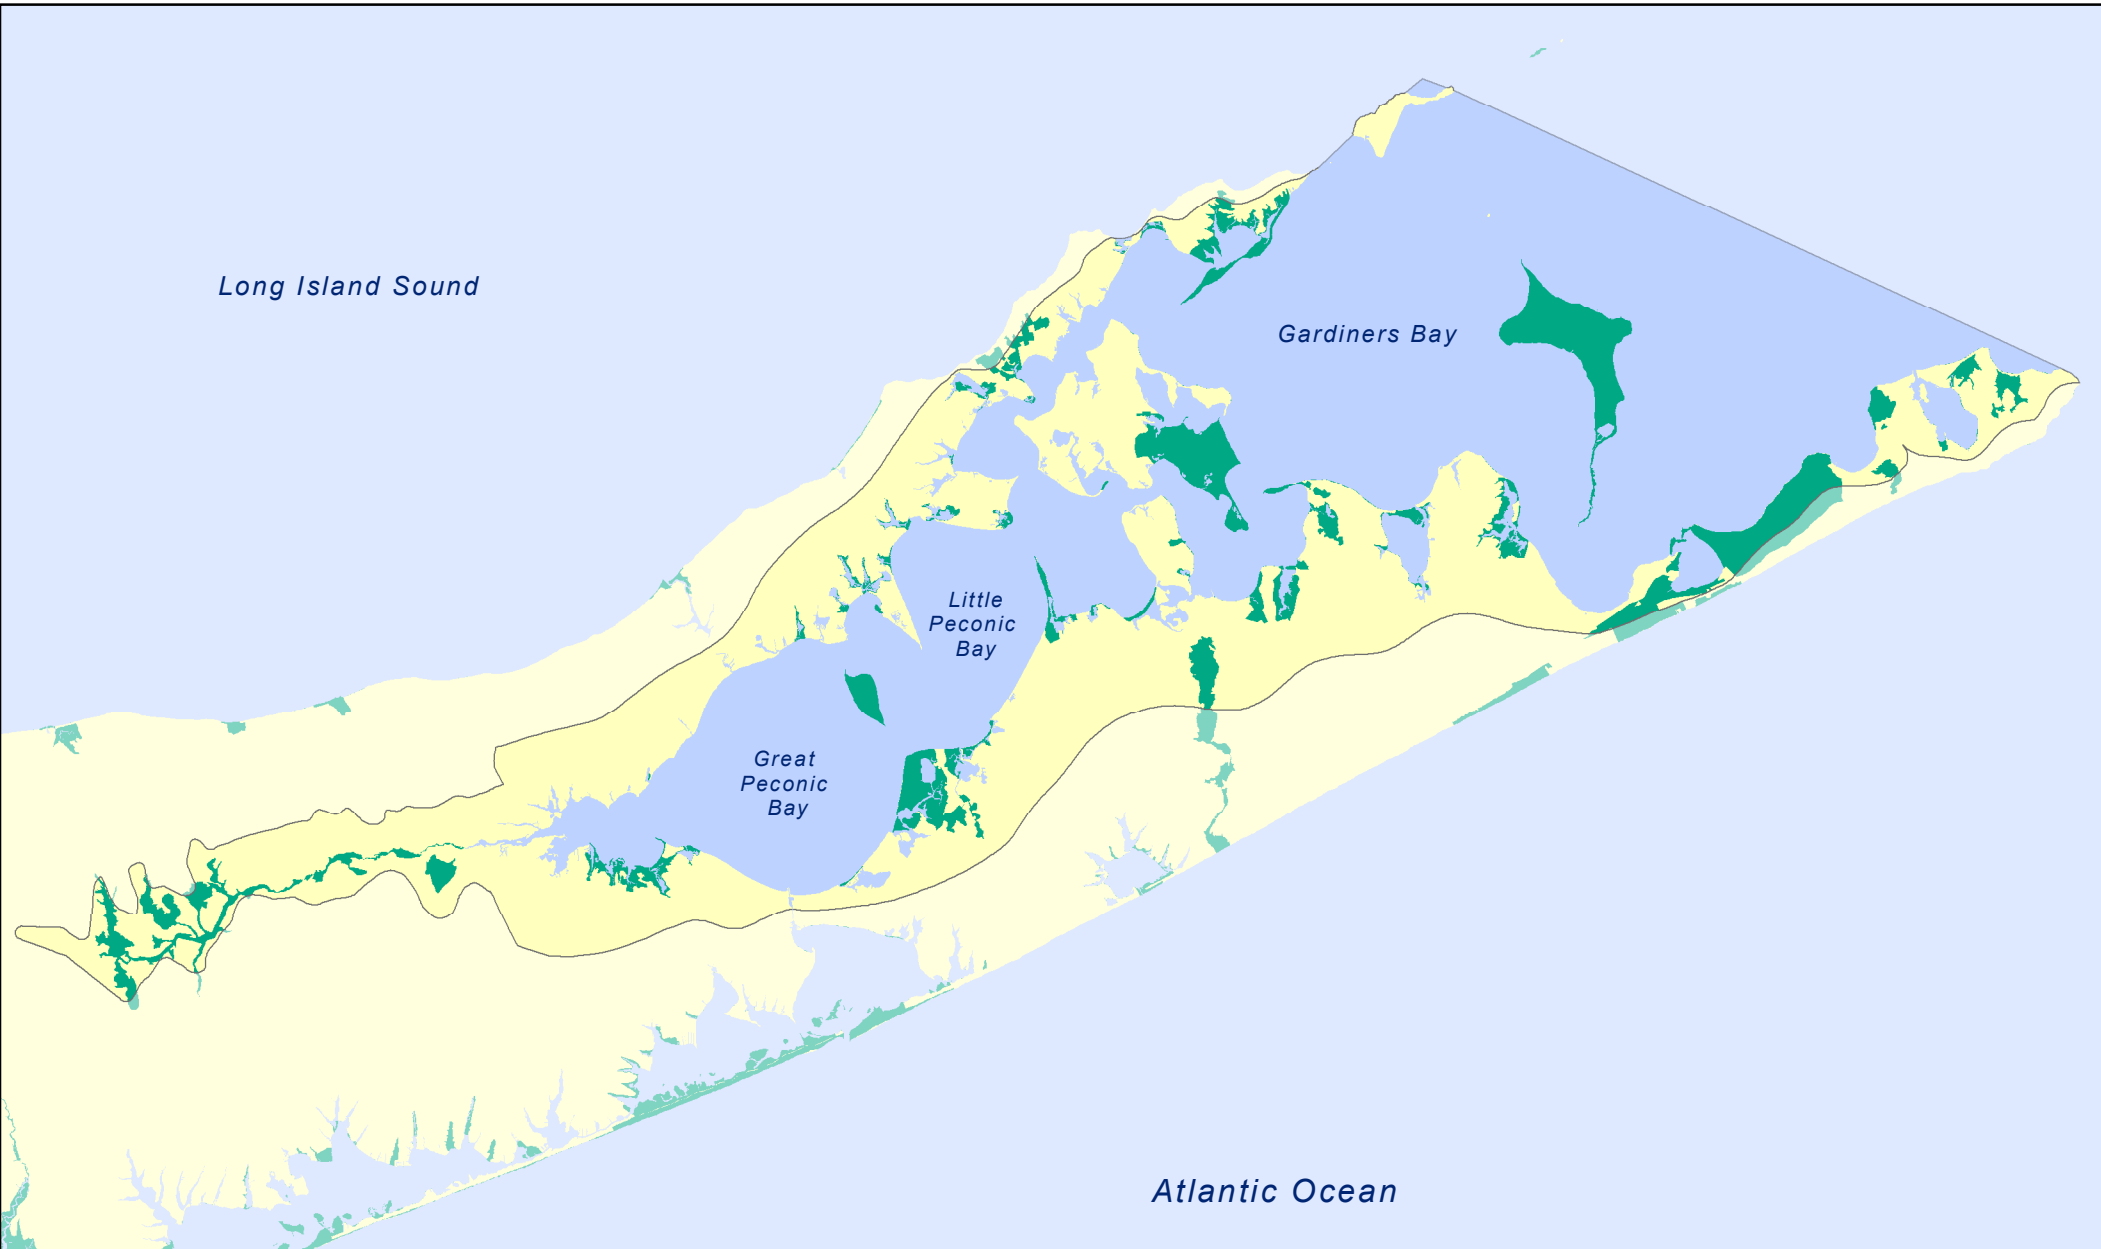 Long Island Sound
Gardiners Bay
Little
Peconic
Bay
Great
Peconic
Bay
Atlantic Ocean